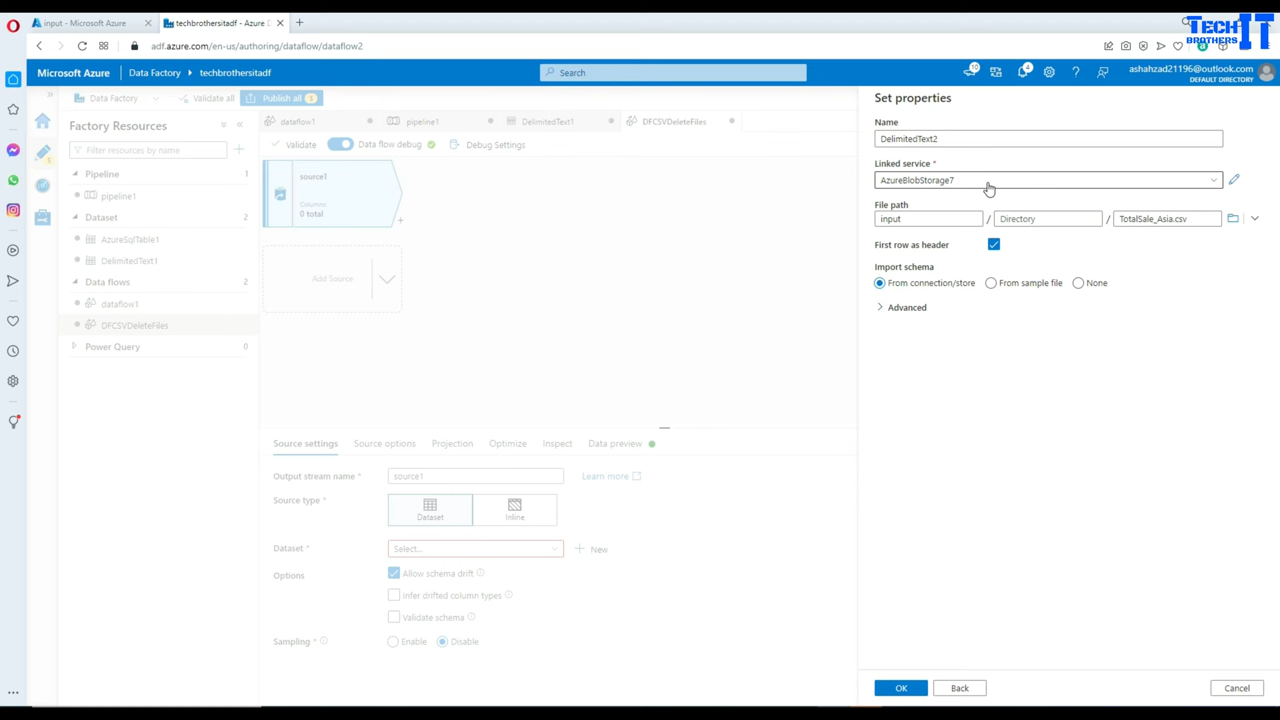 input - Microsoft Azure
techbrothersitadf - Azure D
adf.azure.com/en-us/authoring/dataflow/dataflow2
TECH IT
BROTHERS
Microsoft Azure
Data Factory
techbrothersitadf
Search
10
4
ashahzad21196@outlook.com
DEFAULT DIRECTORY
Data Factory
Validate all
Publish all
5
Factory Resources
Filter resources by name
Pipeline
1
pipeline1
Dataset
2
AzureSqlTable1
DelimitedText1
Data flows
2
dataflow1
DFCSVDeleteFiles
Power Query
0
dataflow1
pipeline1
DelimitedText1
DFCSVDeleteFiles
Validate
Data flow debug
Debug Settings
source1
Columns
0 total
Add Source
Source settings
Source options
Projection
Optimize
Inspect
Data preview
Output stream name *
source1
Learn more
Source type *
Dataset
Inline
Dataset *
Select...
New
Options
Allow schema drift
Infer drifted column types
Validate schema
Sampling *
Enable
Disable
Set properties
Name
DelimitedText2
Linked service *
AzureBlobStorage7
File path
input / Directory / TotalSale_Asia.csv
First row as header
Import schema
From connection/store
From sample file
None
Advanced
OK
Back
Cancel